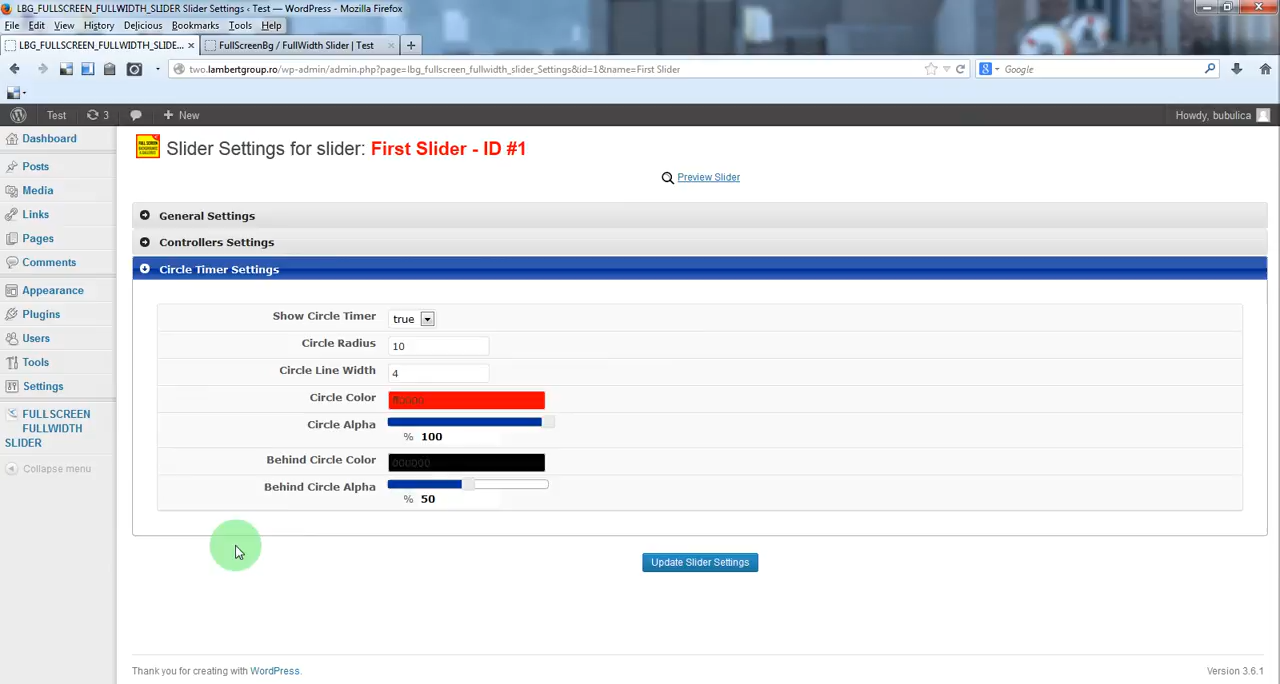 LBG_FULLSCREEN_FULLWIDTH_SLIDER Slider Settings ‹ Test — WordPress - Mozilla Firefox
File Edit View History Delicious Bookmarks Tools Help
LBG_FULLSCREEN_FULLWIDTH_SLIDE... × FullScreenBg / FullWidth Slider | Test × +
two.lambertgroup.ro/wp-admin/admin.php?page=lbg_fullscreen_fullwidth_slider_Settings&id=1&name=First Slider Google
Test 3 + New Howdy, bubulica
Dashboard
Posts
Media
Links
Pages
Comments
Appearance
Plugins
Users
Tools
Settings
FULLSCREEN
FULLWIDTH
SLIDER
Collapse menu
FULL SCREEN
Slider Settings for slider: First Slider - ID #1
Preview Slider
General Settings
Controllers Settings
Circle Timer Settings
Show Circle Timer true
Circle Radius 10
Circle Line Width 4
Circle Color ff0000
Circle Alpha
% 100
Behind Circle Color 000000
Behind Circle Alpha
% 50
Update Slider Settings
Thank you for creating with WordPress. Version 3.6.1